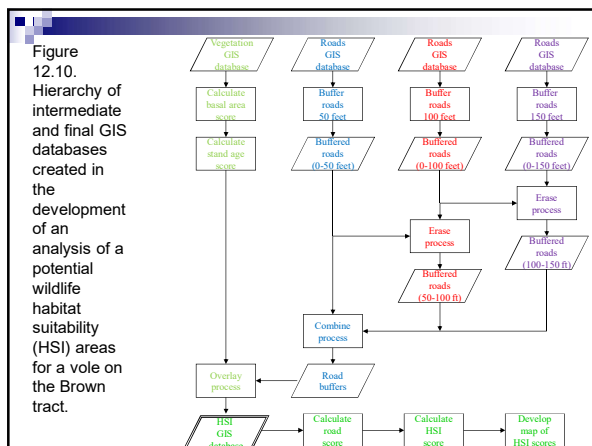 Figure
12.10.
Hierarchy of
intermediate
and final GIS
databases
created in
the
development
of an
analysis of a
potential
wildlife
habitat
suitability
(HSI) areas
for a vole on
the Brown
tract.
Vegetation
GIS
database
Roads
GIS
database
Roads
GIS
database
Roads
GIS
database
Calculate
basal area
score
Buffer
roads
50 feet
Buffer
roads
100 feet
Buffer
roads
150 feet
Calculate
stand age
score
Buffered
roads
(0-50 feet)
Buffered
roads
(0-100 feet)
Buffered
roads
(0-150 feet)
Erase
process
Erase
process
Buffered
roads
(100-150 ft)
Buffered
roads
(50-100 ft)
Combine
process
Overlay
process
Road
buffers
HSI
GIS
database
Calculate
road
score
Calculate
HSI
score
Develop
map of
HSI scores